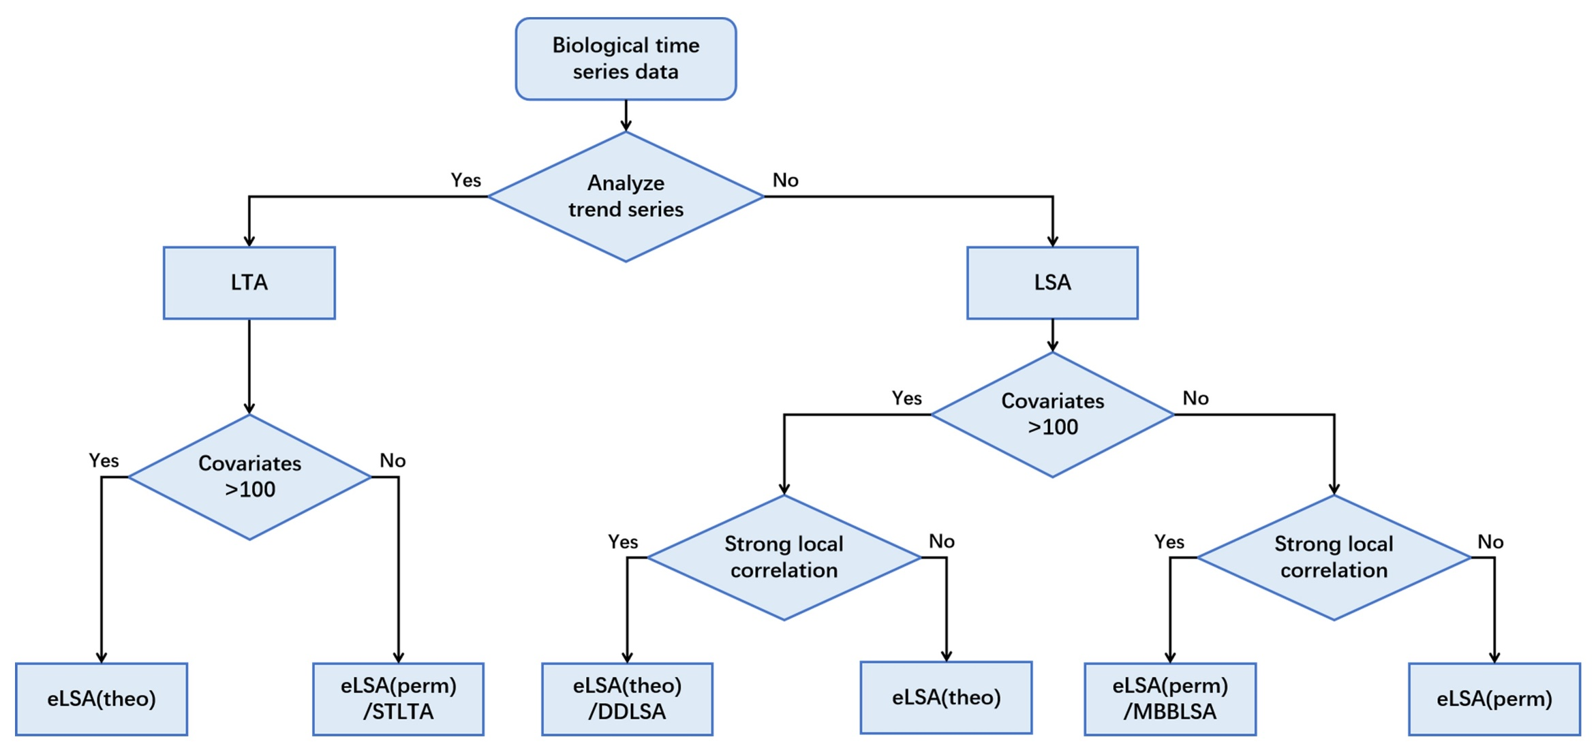 Biological time
series data
Analyze
trend series
Yes
No
LTA
LSA
Covariates
>100
Yes
No
Covariates
>100
Yes
No
Strong local
correlation
Yes
No
Strong local
correlation
Yes
No
eLSA(theo)
eLSA(perm)
/STLTA
eLSA(theo)
/DDLSA
eLSA(theo)
eLSA(perm)
/MBBLSA
eLSA(perm)